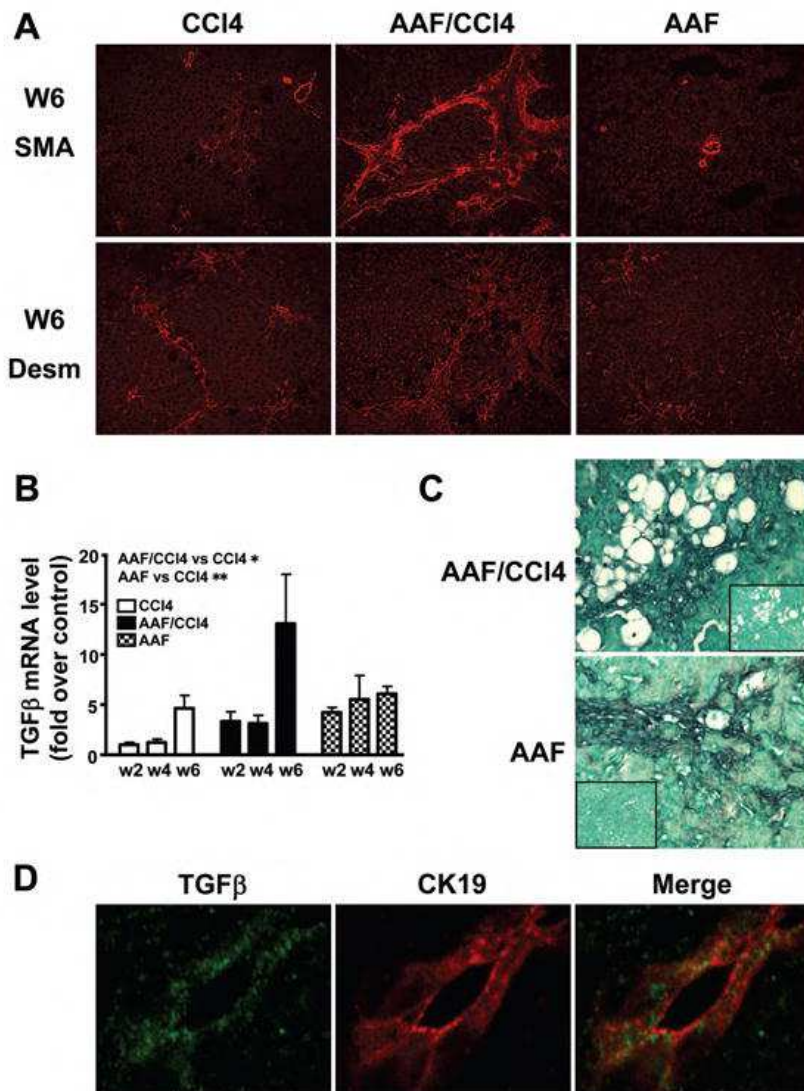 A
CCl4 AAF/CCl4 AAF
W6
SMA
W6
Desm
B
TGFβ mRNA level
(fold over control)
20
15
10
5
0
AAF/CCl4 vs CCl4 *
AAF vs CCl4 **
CCl4
AAF/CCl4
AAF
w2 w4 w6 w2 w4 w6 w2 w4 w6
C
AAF/CCl4
AAF
D
TGFβ CK19 Merge